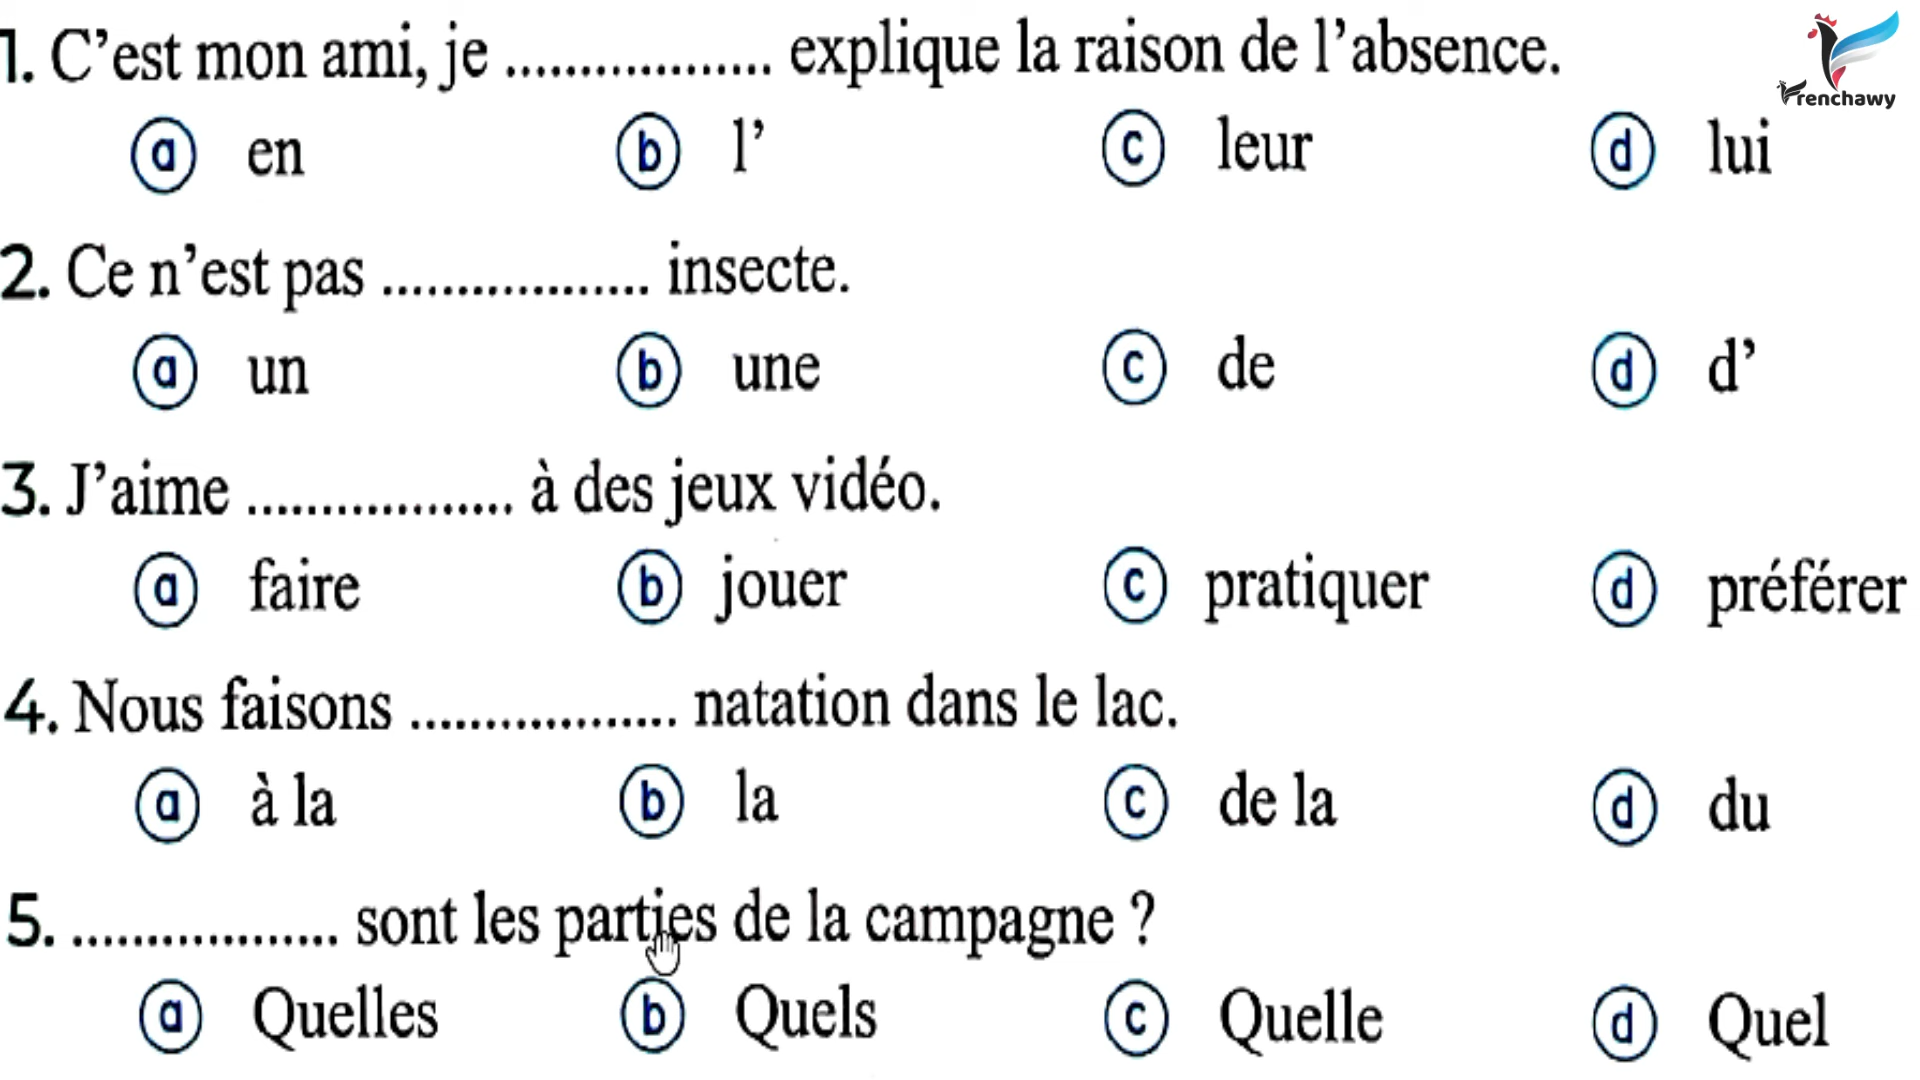 1. C’est mon ami, je .................. explique la raison de l’absence.
Frenchawy
a en b l’ c leur d lui
2. Ce n’est pas .................. insecte.
a un b une c de d d’
3. J’aime .................. à des jeux vidéo.
a faire b jouer c pratiquer d préférer
4. Nous faisons .................. natation dans le lac.
a à la b la c de la d du
5. .................. sont les parties de la campagne ?
a Quelles b Quels c Quelle d Quel